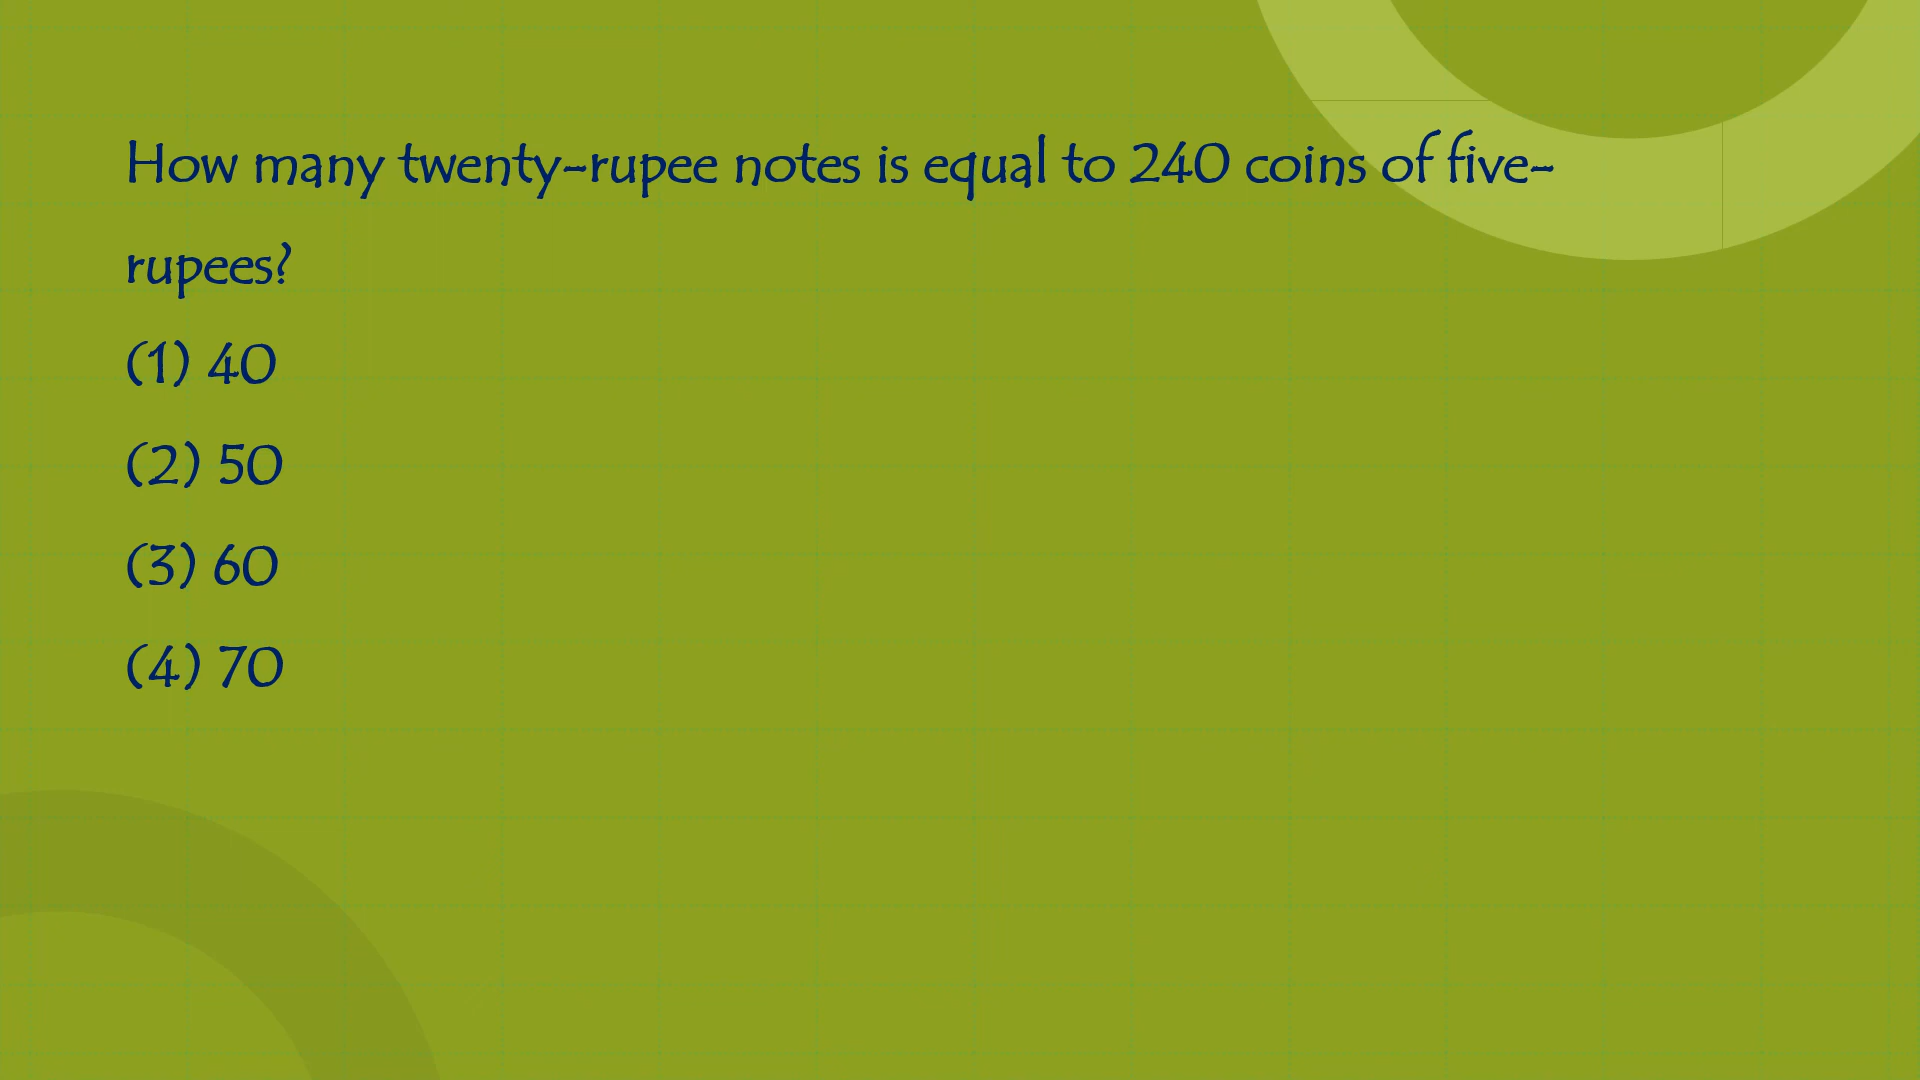 How many twenty-rupee notes is equal to 240 coins of five-
rupees?
(1) 40
(2) 50
(3) 60
(4) 70